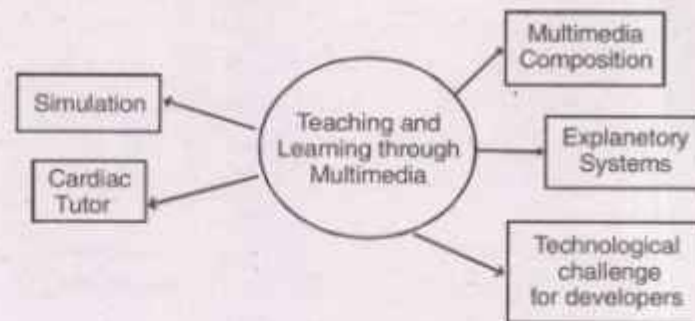 Multimedia
Composition
Simulation
Teaching and
Learning through
Multimedia
Explanetory
Systems
Cardiac
Tutor
Technological
challenge
for developers